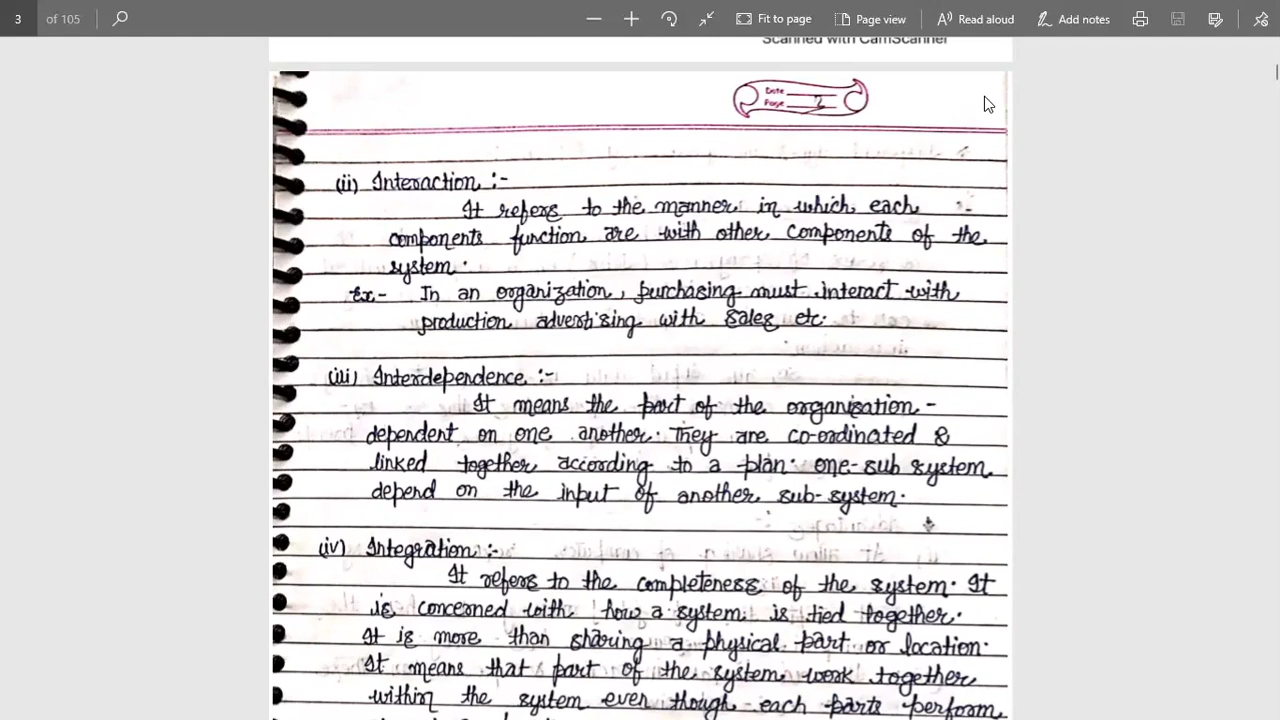 3 of 105 Fit to page Page view Read aloud Add notes
Scanned with CamScanner
Date
Page 2
(ii) Interaction :-
It refers to the manner in which each
components function are with other components of the
system.
Ex- In an organization, purchasing must interact with
production advertising with sales etc.
(iii) Interdependence :-
It means the part of the organization -
dependent on one another. They are co-ordinated &
linked together according to a plan. one-sub system
depend on the input of another sub-system.
(iv) Integration :-
It refers to the completeness of the system. It
is concerned with how a system is tied together.
It is more than sharing a physical part or location.
It means that part of the system work together
within the system even though each parts perform